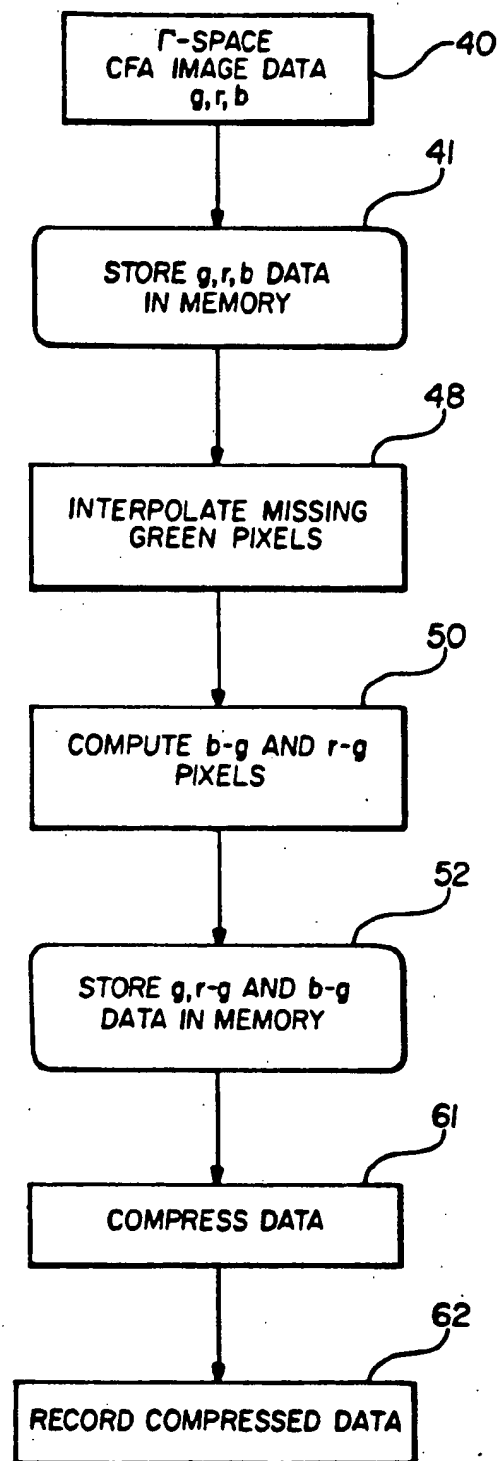 Γ-SPACE
CFA IMAGE DATA
g,r,b
40
41
STORE g,r,b DATA
IN MEMORY
48
INTERPOLATE MISSING
GREEN PIXELS
50
COMPUTE b-g AND r-g
PIXELS
52
STORE g,r-g AND b-g
DATA IN MEMORY
61
COMPRESS DATA
62
RECORD COMPRESSED DATA